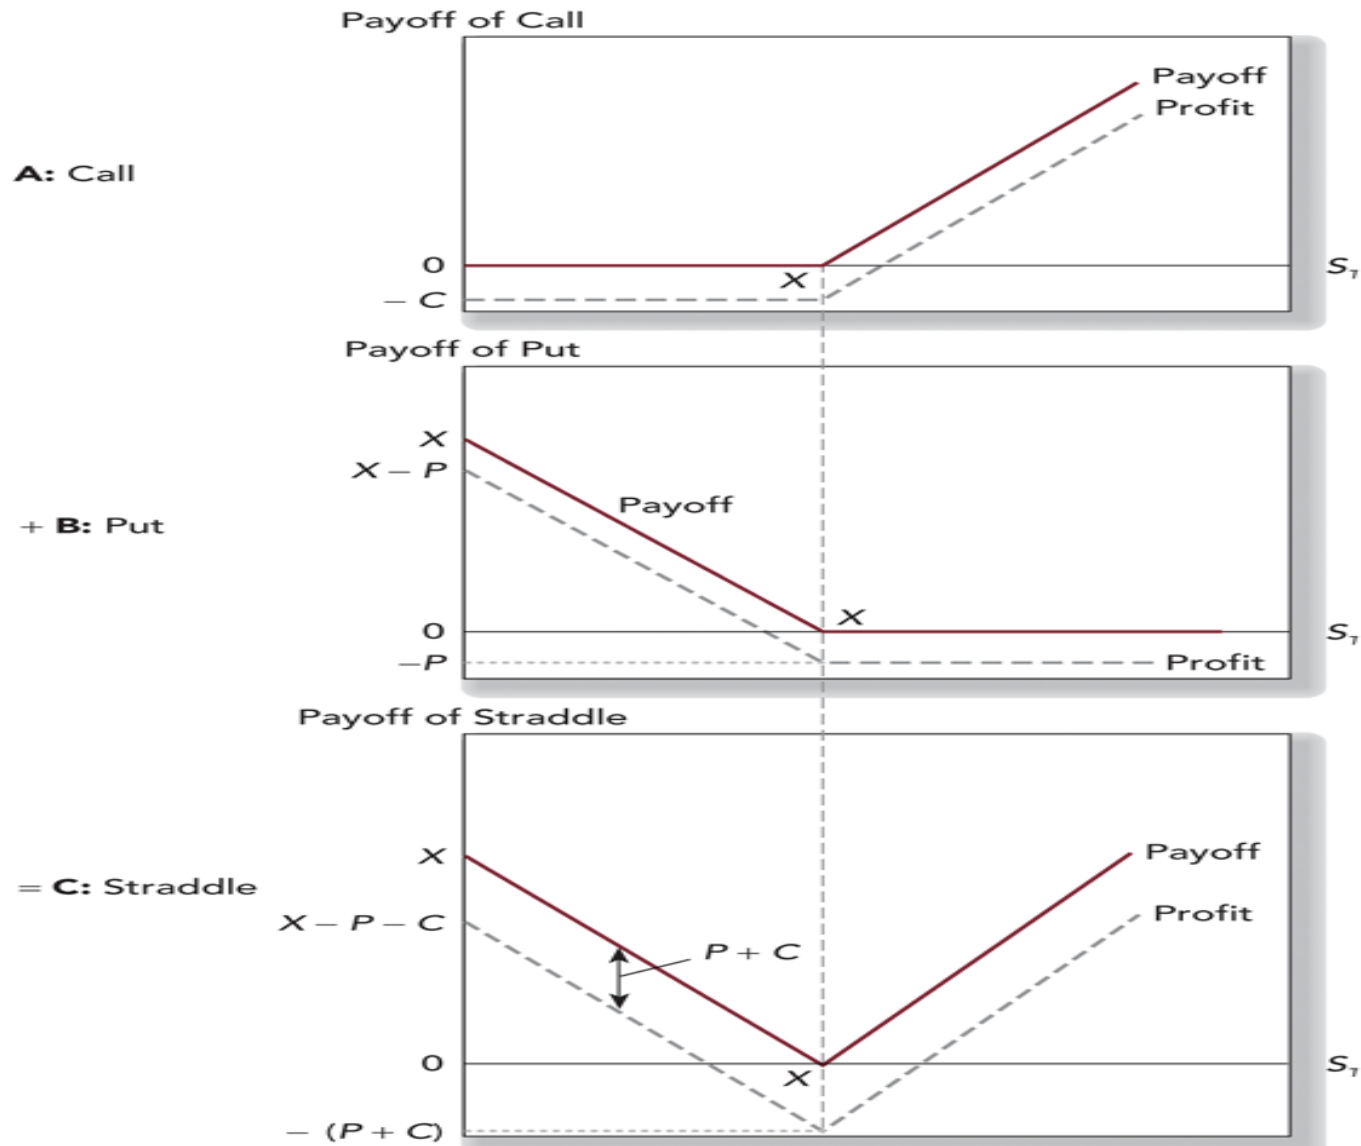 Payoff of Call
Payoff
Profit
A: Call
0
X
S_T
– C
Payoff of Put
X
X – P
Payoff
+ B: Put
X
0
S_T
–P
Profit
Payoff of Straddle
X
Payoff
= C: Straddle
X – P – C
Profit
P + C
0
X
S_T
– (P + C)